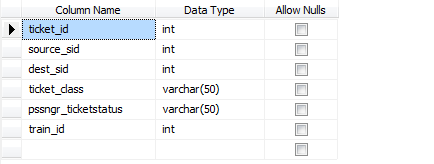 Column Name Data Type Allow Nulls
ticket_id int
source_sid int
dest_sid int
ticket_class varchar(50)
pssngr_ticketstatus varchar(50)
train_id int